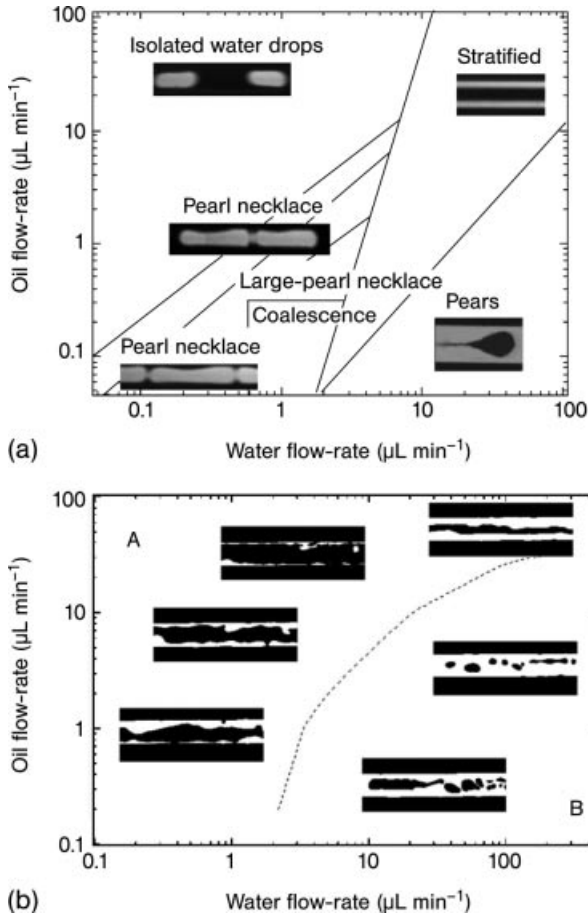 100
Isolated water drops
Stratified
10
Pearl necklace
1
Large-pearl necklace
Coalescence
Pears
0.1
Pearl necklace
0.1
1
10
100
Oil flow-rate (µL min⁻¹)
Water flow-rate (µL min⁻¹)
(a)
100
A
10
1
B
0.1
0.1
1
10
100
Oil flow-rate (µL min⁻¹)
Water flow-rate (µL min⁻¹)
(b)